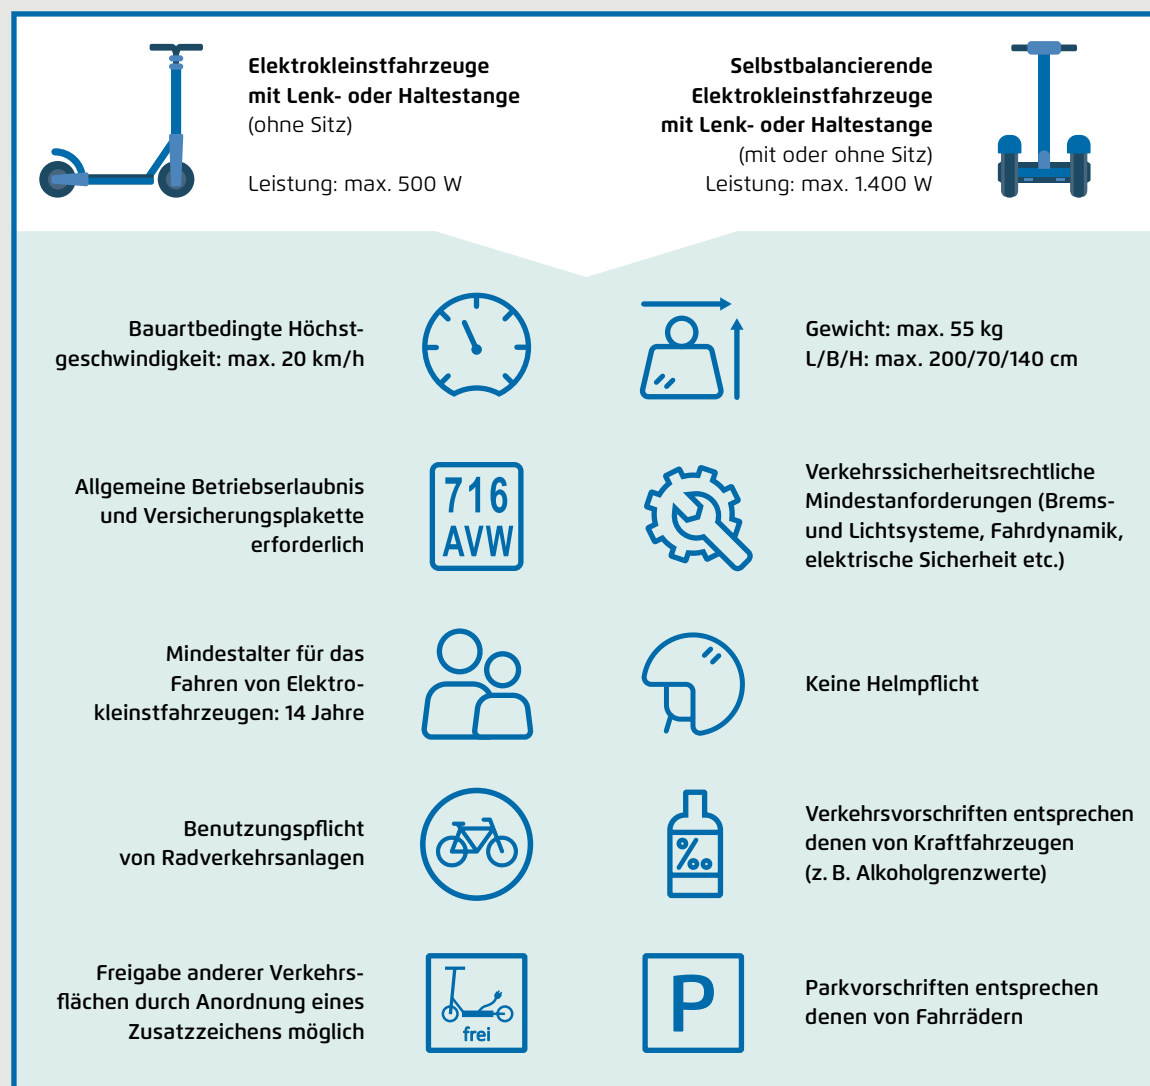 Elektrokleinstfahrzeuge
mit Lenk- oder Haltestange
(ohne Sitz)
Leistung: max. 500 W
Selbstbalancierende
Elektrokleinstfahrzeuge
mit Lenk- oder Haltestange
(mit oder ohne Sitz)
Leistung: max. 1.400 W
Bauartbedingte Höchst-
geschwindigkeit: max. 20 km/h
Gewicht: max. 55 kg
L/B/H: max. 200/70/140 cm
Allgemeine Betriebserlaubnis
und Versicherungsplakette
erforderlich
716
AVW
Verkehrssicherheitsrechtliche
Mindestanforderungen (Brems-
und Lichtsysteme, Fahrdynamik,
elektrische Sicherheit etc.)
Mindestalter für das
Fahren von Elektro-
kleinstfahrzeugen: 14 Jahre
Keine Helmpflicht
Benutzungspflicht
von Radverkehrsanlagen
‰
Verkehrsvorschriften entsprechen
denen von Kraftfahrzeugen
(z. B. Alkoholgrenzwerte)
Freigabe anderer Verkehrs-
flächen durch Anordnung eines
Zusatzzeichens möglich
frei
P
Parkvorschriften entsprechen
denen von Fahrrädern